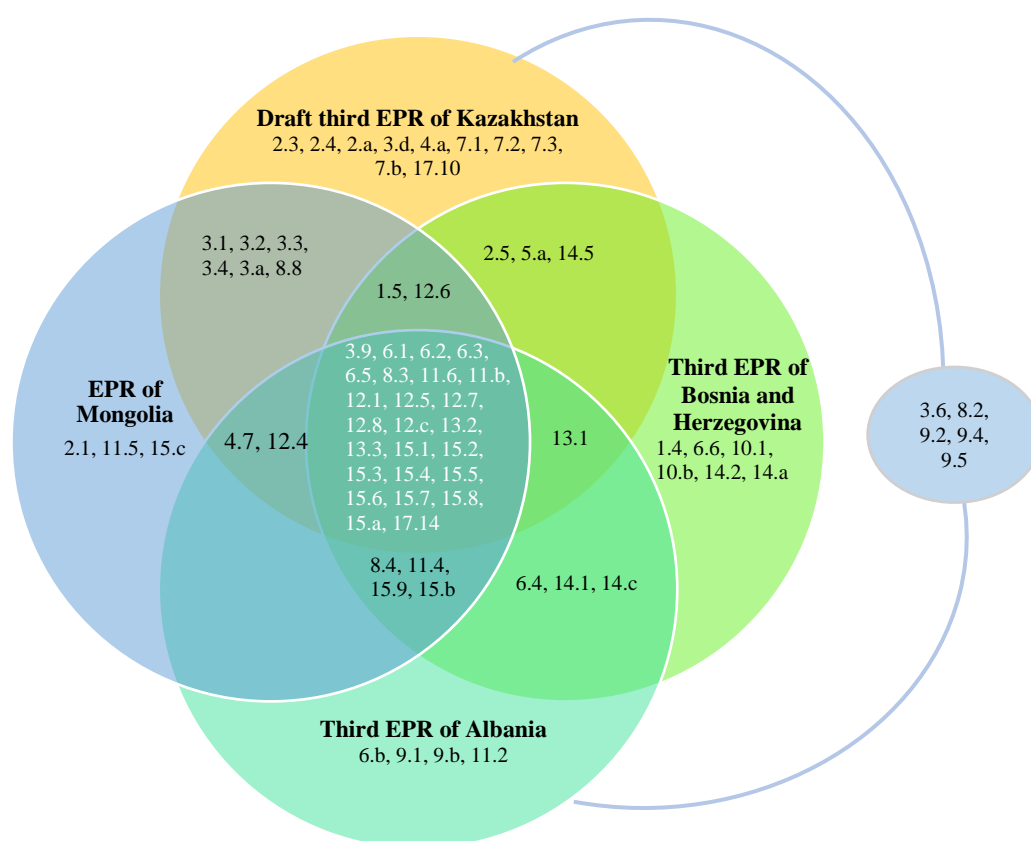 Draft third EPR of Kazakhstan
2.3, 2.4, 2.a, 3.d, 4.a, 7.1, 7.2, 7.3,
7.b, 17.10
3.1, 3.2, 3.3,
3.4, 3.a, 8.8
2.5, 5.a, 14.5
1.5, 12.6
EPR of
Mongolia
2.1, 11.5, 15.c
4.7, 12.4
3.9, 6.1, 6.2, 6.3,
6.5, 8.3, 11.6, 11.b,
12.1, 12.5, 12.7,
12.8, 12.c, 13.2,
13.3, 15.1, 15.2,
15.3, 15.4, 15.5,
15.6, 15.7, 15.8,
15.a, 17.14
13.1
Third EPR of
Bosnia and
Herzegovina
1.4, 6.6, 10.1,
10.b, 14.2, 14.a
3.6, 8.2,
9.2, 9.4,
9.5
8.4, 11.4,
15.9, 15.b
6.4, 14.1, 14.c
Third EPR of Albania
6.b, 9.1, 9.b, 11.2